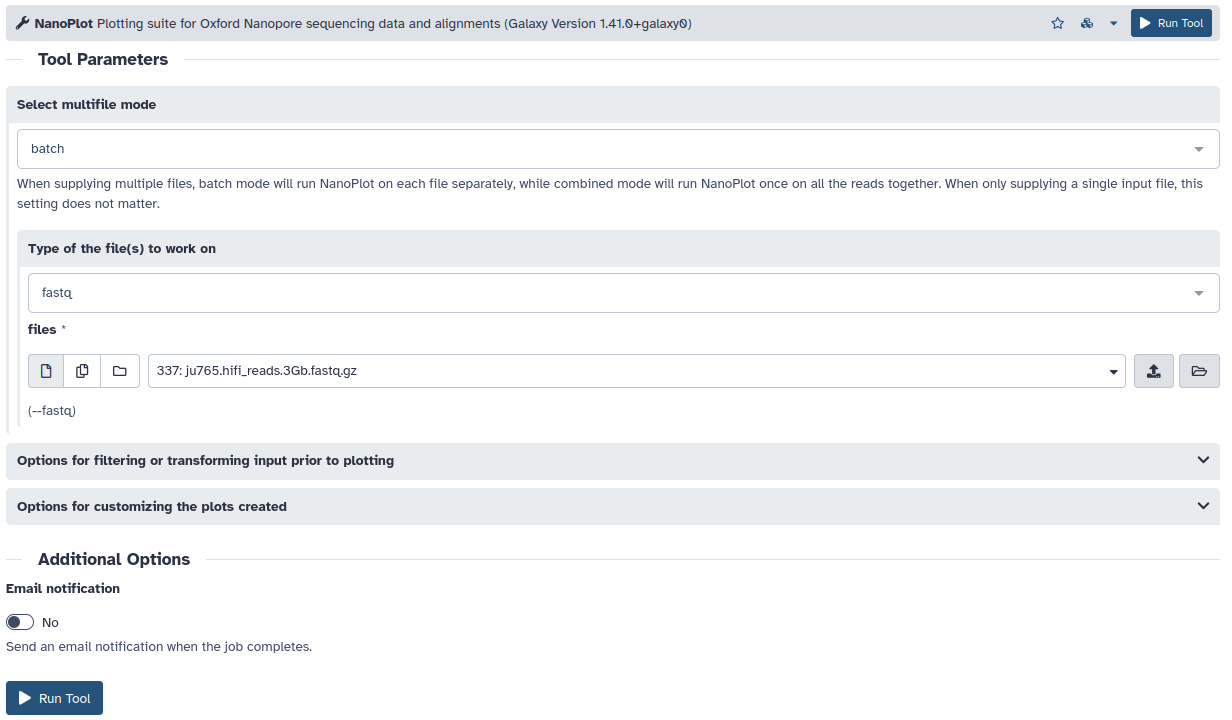 NanoPlot Plotting suite for Oxford Nanopore sequencing data and alignments (Galaxy Version 1.41.0+galaxy0)
Run Tool
Tool Parameters
Select multifile mode
batch
When supplying multiple files, batch mode will run NanoPlot on each file separately, while combined mode will run NanoPlot once on all the reads together. When only supplying a single input file, this
setting does not matter.
Type of the file(s) to work on
fastq
files *
337: ju765.hifi_reads.3Gb.fastq.gz
(--fastq)
Options for filtering or transforming input prior to plotting
Options for customizing the plots created
Additional Options
Email notification
No
Send an email notification when the job completes.
Run Tool